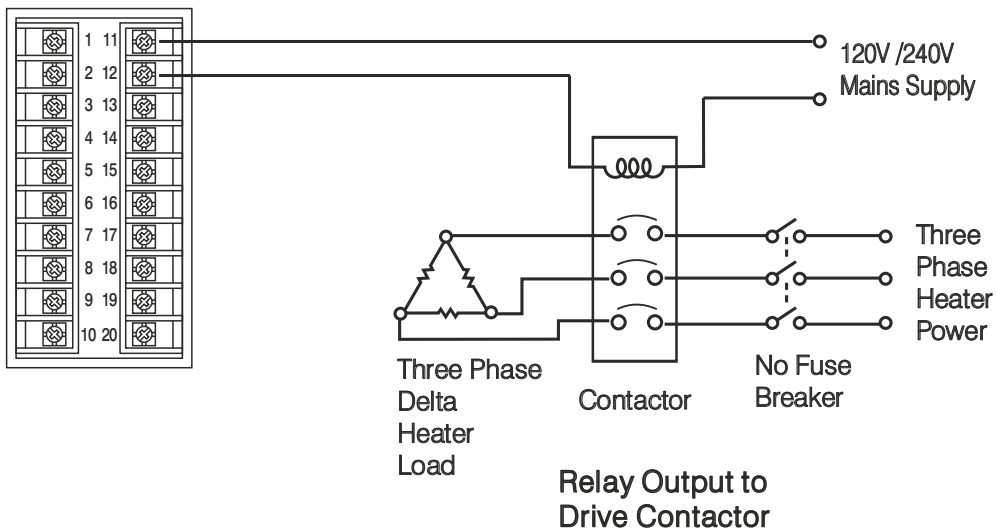 1 11
2 12
3 13
4 14
5 15
6 16
7 17
8 18
9 19
10 20
120V /240V
Mains Supply
Three
Phase
Heater
Power
No Fuse
Breaker
Contactor
Three Phase
Delta
Heater
Load
Relay Output to
Drive Contactor